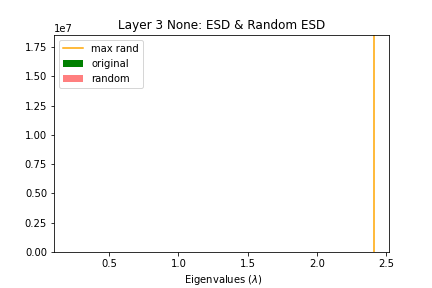 Layer 3 None: ESD & Random ESD
1e7
max rand
original
random
1.75
1.50
1.25
1.00
0.75
0.50
0.25
0.00
0.5
1.0
1.5
2.0
2.5
Eigenvalues (λ)